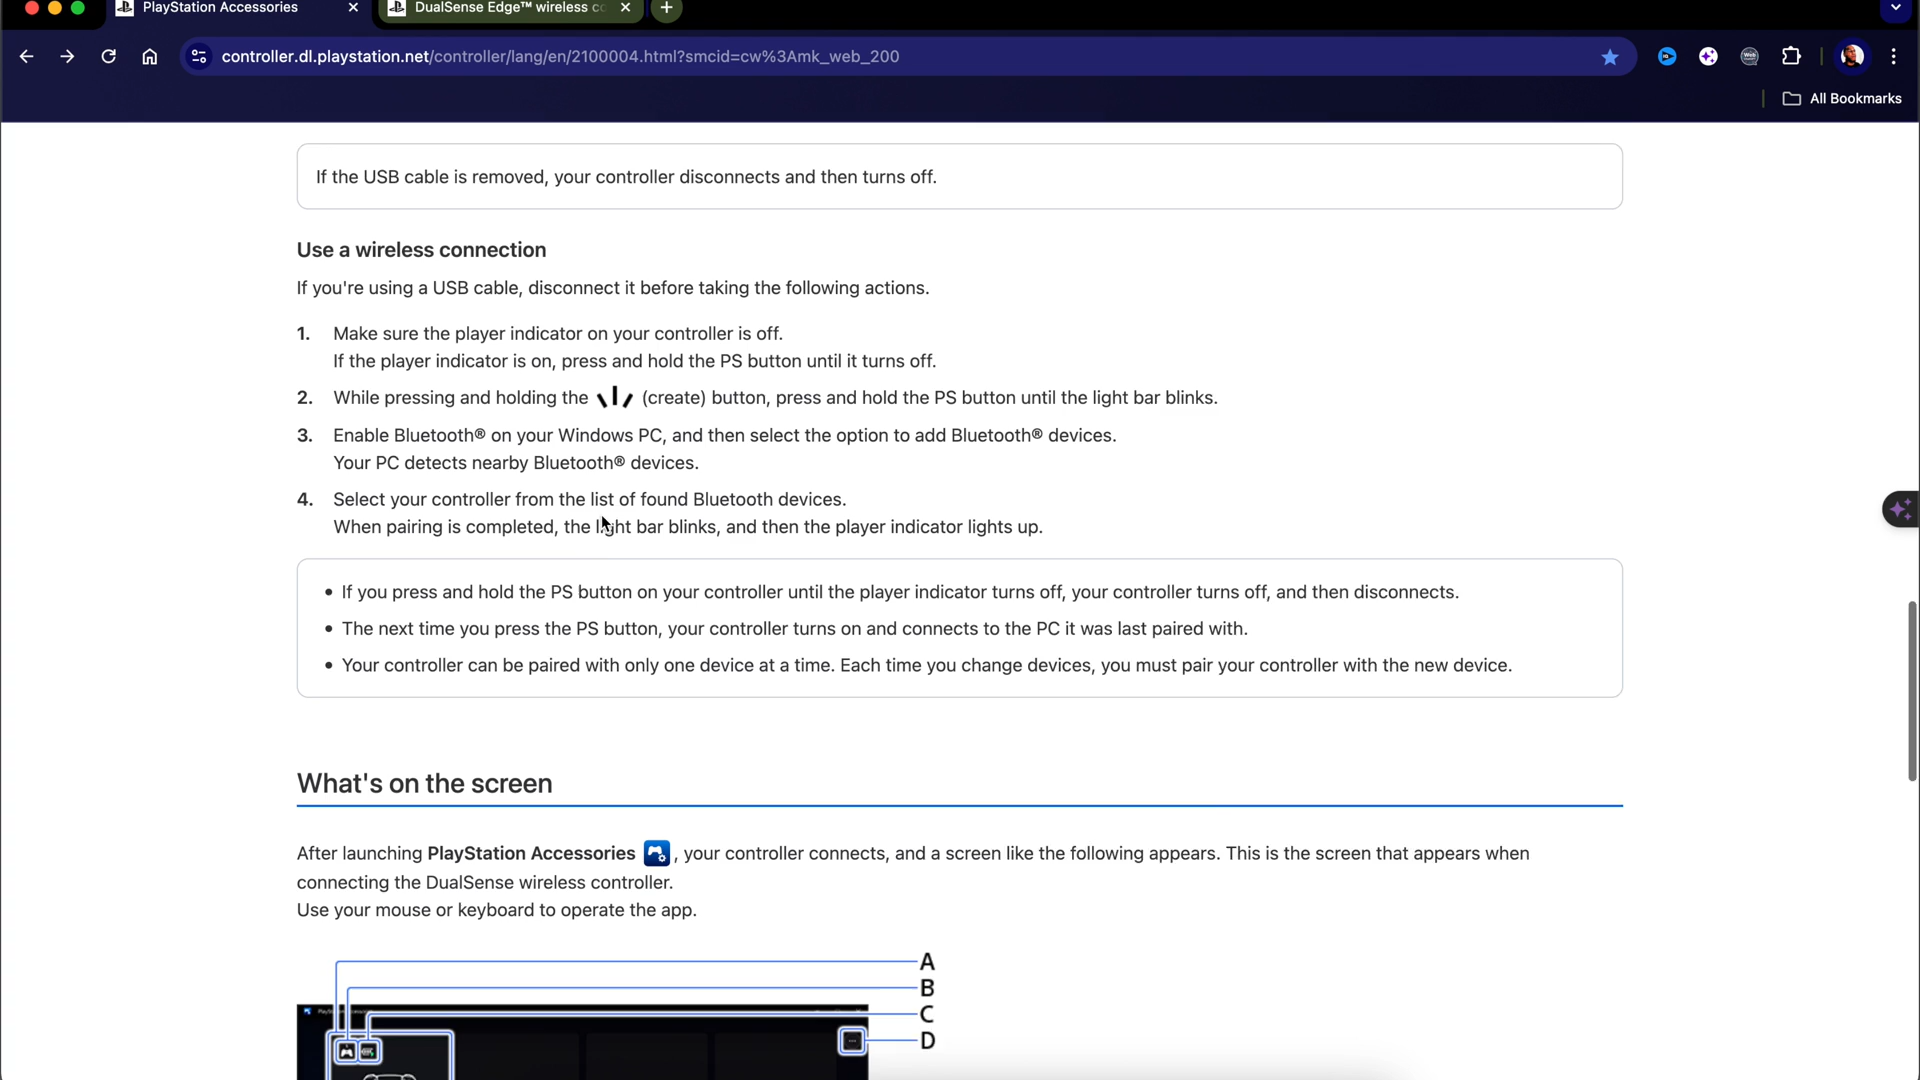 PlayStation Accessories
DualSense Edge™ wireless co
controller.dl.playstation.net/controller/lang/en/2100004.html?smcid=cw%3Amk_web_200
All Bookmarks
If the USB cable is removed, your controller disconnects and then turns off.
Use a wireless connection
If you're using a USB cable, disconnect it before taking the following actions.
1. Make sure the player indicator on your controller is off.
If the player indicator is on, press and hold the PS button until it turns off.
2. While pressing and holding the (create) button, press and hold the PS button until the light bar blinks.
3. Enable Bluetooth® on your Windows PC, and then select the option to add Bluetooth® devices.
Your PC detects nearby Bluetooth® devices.
4. Select your controller from the list of found Bluetooth devices.
When pairing is completed, the light bar blinks, and then the player indicator lights up.
• If you press and hold the PS button on your controller until the player indicator turns off, your controller turns off, and then disconnects.
• The next time you press the PS button, your controller turns on and connects to the PC it was last paired with.
• Your controller can be paired with only one device at a time. Each time you change devices, you must pair your controller with the new device.
What's on the screen
After launching PlayStation Accessories , your controller connects, and a screen like the following appears. This is the screen that appears when
connecting the DualSense wireless controller.
Use your mouse or keyboard to operate the app.
A
B
C
D